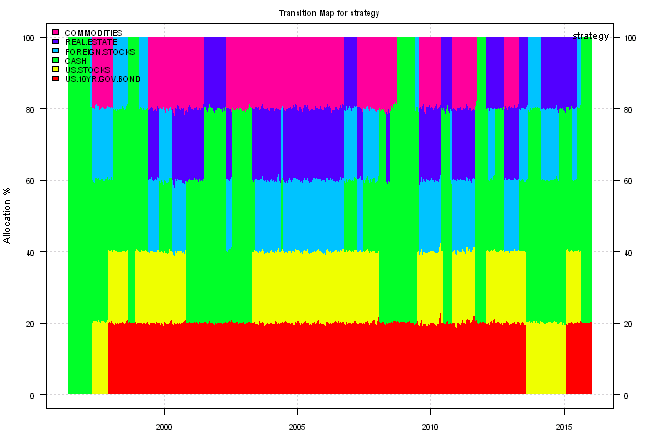 Transition Map for strategy
strategy
COMMODITIES
REAL.ESTATE
FOREIGN.STOCKS
CASH
US.STOCKS
US.10YR.GOV.BOND
Allocation %
100
80
60
40
20
0
100
80
60
40
20
0
2000 2005 2010 2015